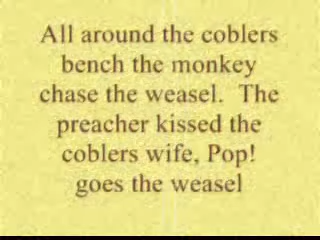 All around the coblers
bench the monkey
chase the weasel. The
preacher kissed the
coblers wife, Pop!
goes the weasel